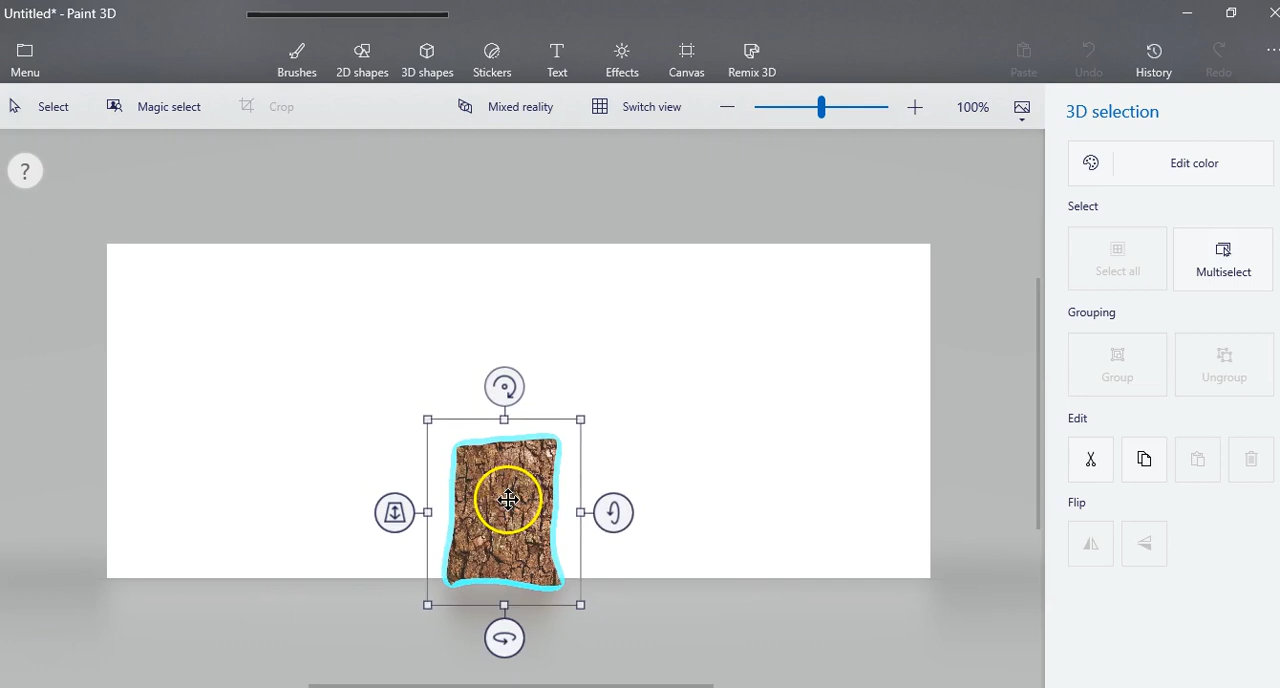 Untitled* - Paint 3D
Menu
Brushes
2D shapes
3D shapes
Stickers
Text
Effects
Canvas
Remix 3D
Paste
Undo
History
Redo
Select
Magic select
Crop
Mixed reality
Switch view
100%
3D selection
?
Edit color
Select
Select all
Multiselect
Grouping
Group
Ungroup
Edit
Flip